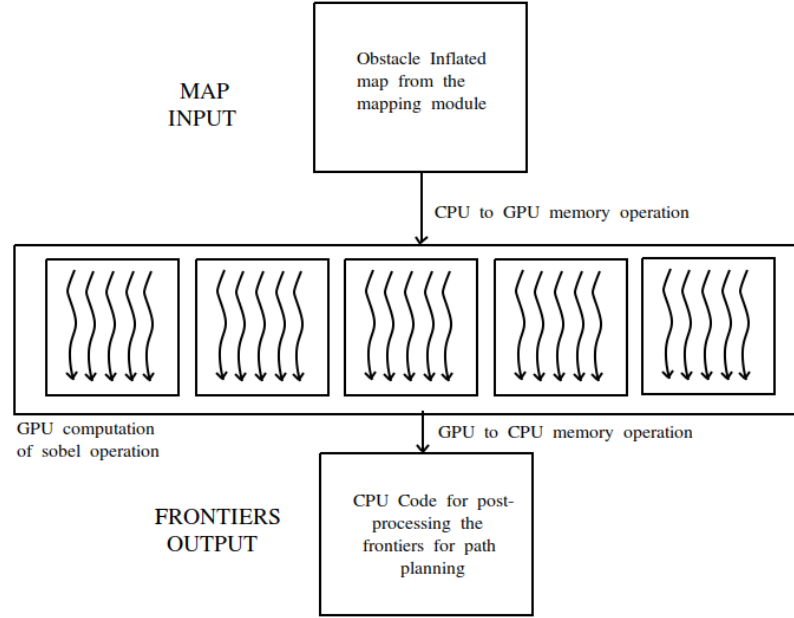 Obstacle Inflated
map from the
mapping module
MAP
INPUT
CPU to GPU memory operation
GPU computation
of sobel operation
GPU to CPU memory operation
CPU Code for post-
processing the
frontiers for path
planning
FRONTIERS
OUTPUT